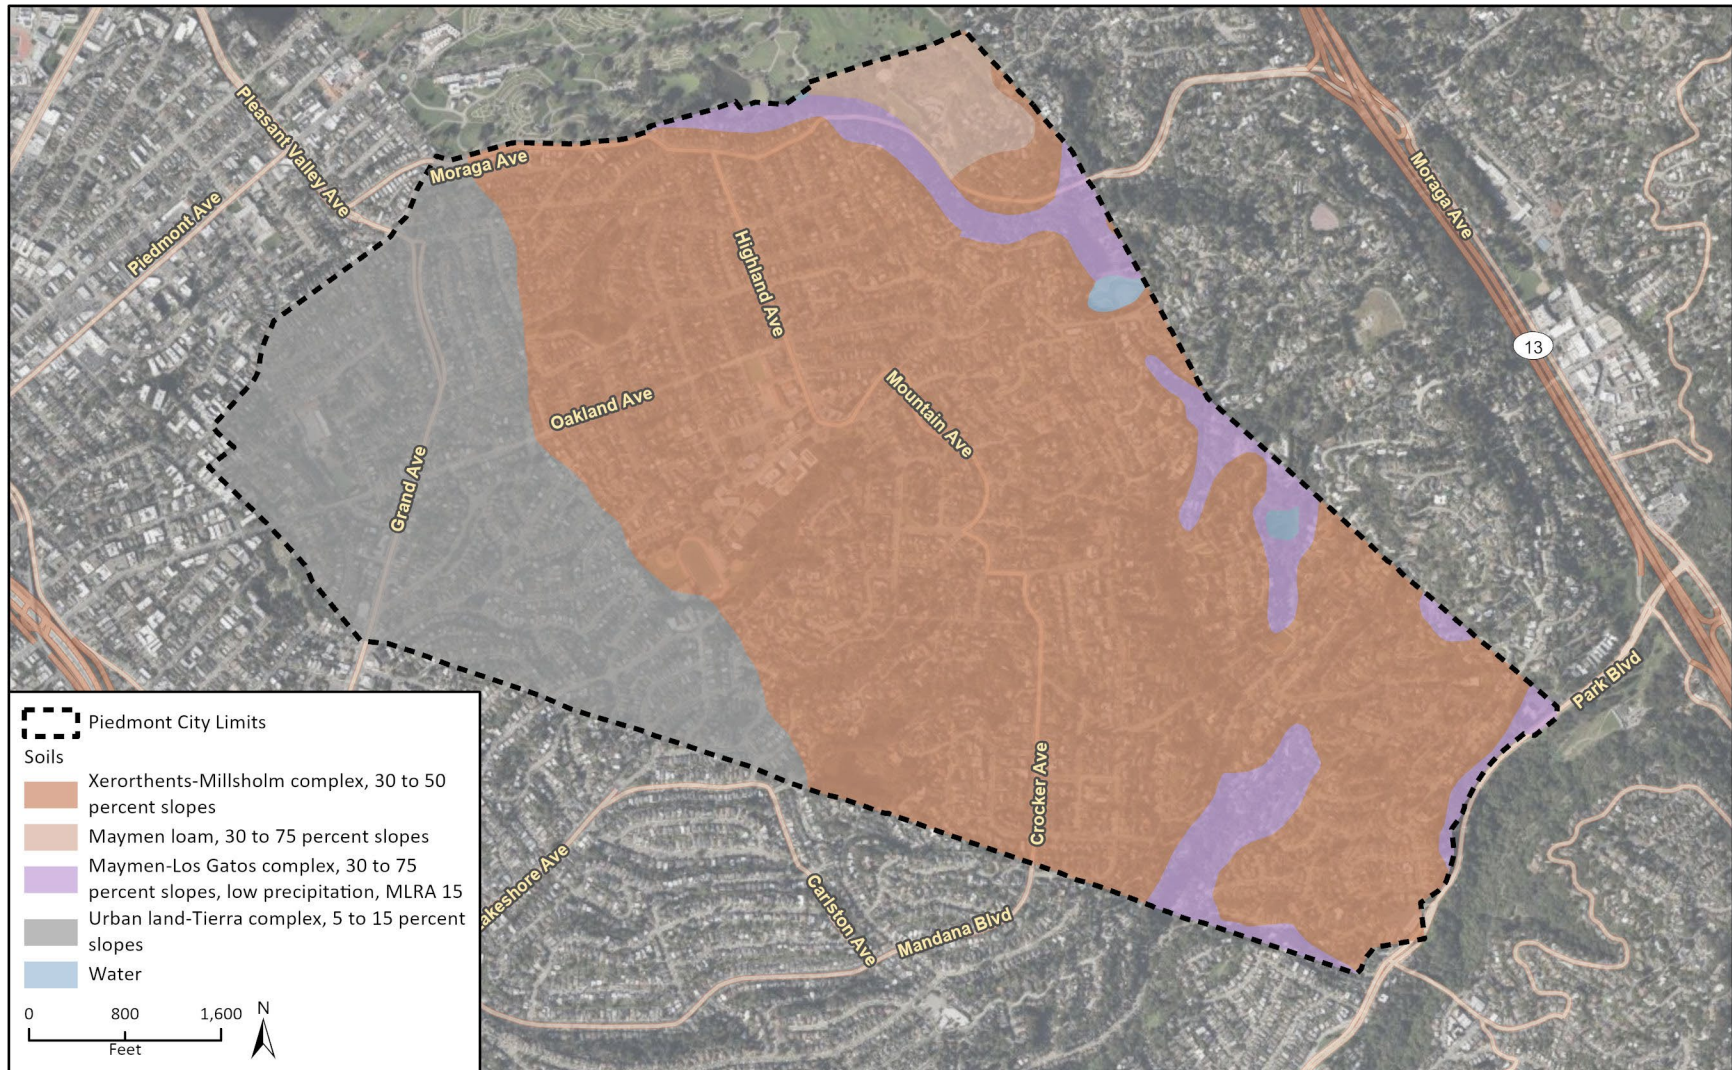 Pleasant Valley Ave
Piedmont Ave
Moraga Ave
Highland Ave
Oakland Ave
Mountain Ave
Grand Ave
Moraga Ave
13
Park Blvd
Crocker Ave
akeshore Ave
Carlston Ave
Mandana Blvd
Piedmont City Limits
Soils
Xerorthents-Millsholm complex, 30 to 50
percent slopes
Maymen loam, 30 to 75 percent slopes
Maymen-Los Gatos complex, 30 to 75
percent slopes, low precipitation, MLRA 15
Urban land-Tierra complex, 5 to 15 percent
slopes
Water
0 800 1,600
Feet
N